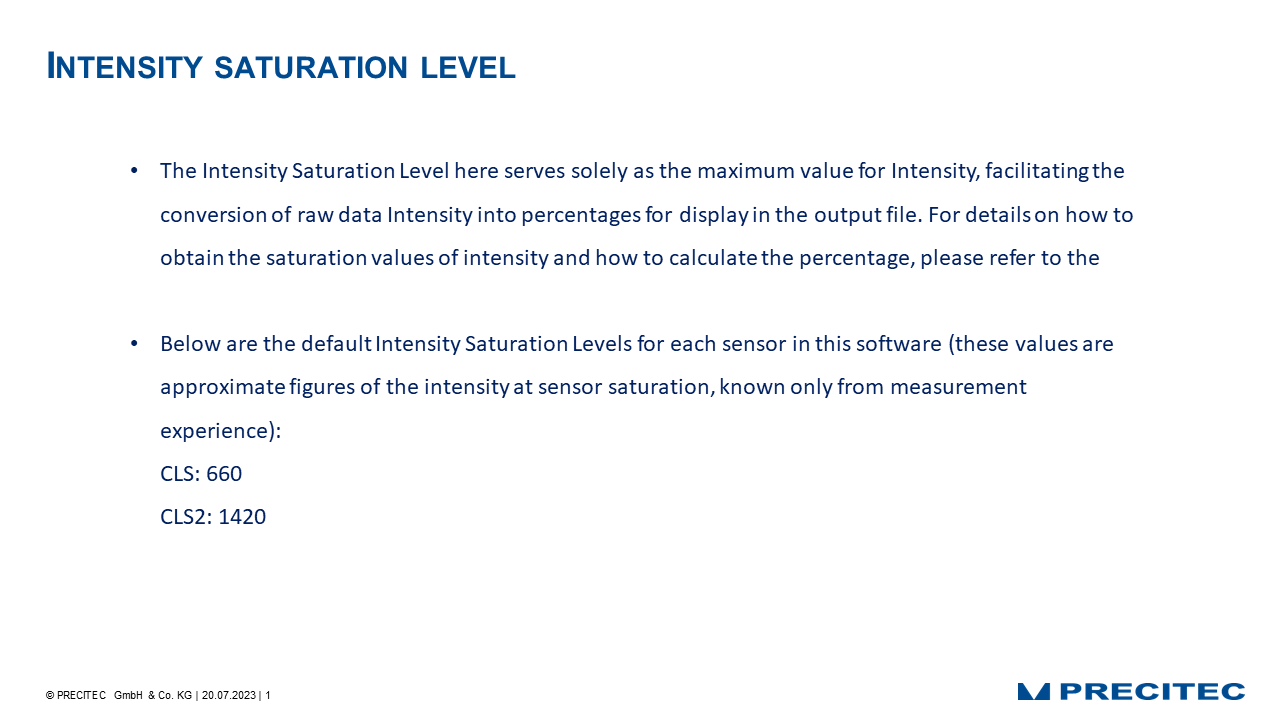 INTENSITY SATURATION LEVEL
• The Intensity Saturation Level here serves solely as the maximum value for Intensity, facilitating the
conversion of raw data Intensity into percentages for display in the output file. For details on how to
obtain the saturation values of intensity and how to calculate the percentage, please refer to the
• Below are the default Intensity Saturation Levels for each sensor in this software (these values are
approximate figures of the intensity at sensor saturation, known only from measurement
experience):
CLS: 660
CLS2: 1420
© PRECITEC GmbH & Co. KG | 20.07.2023 | 1
PRECITEC